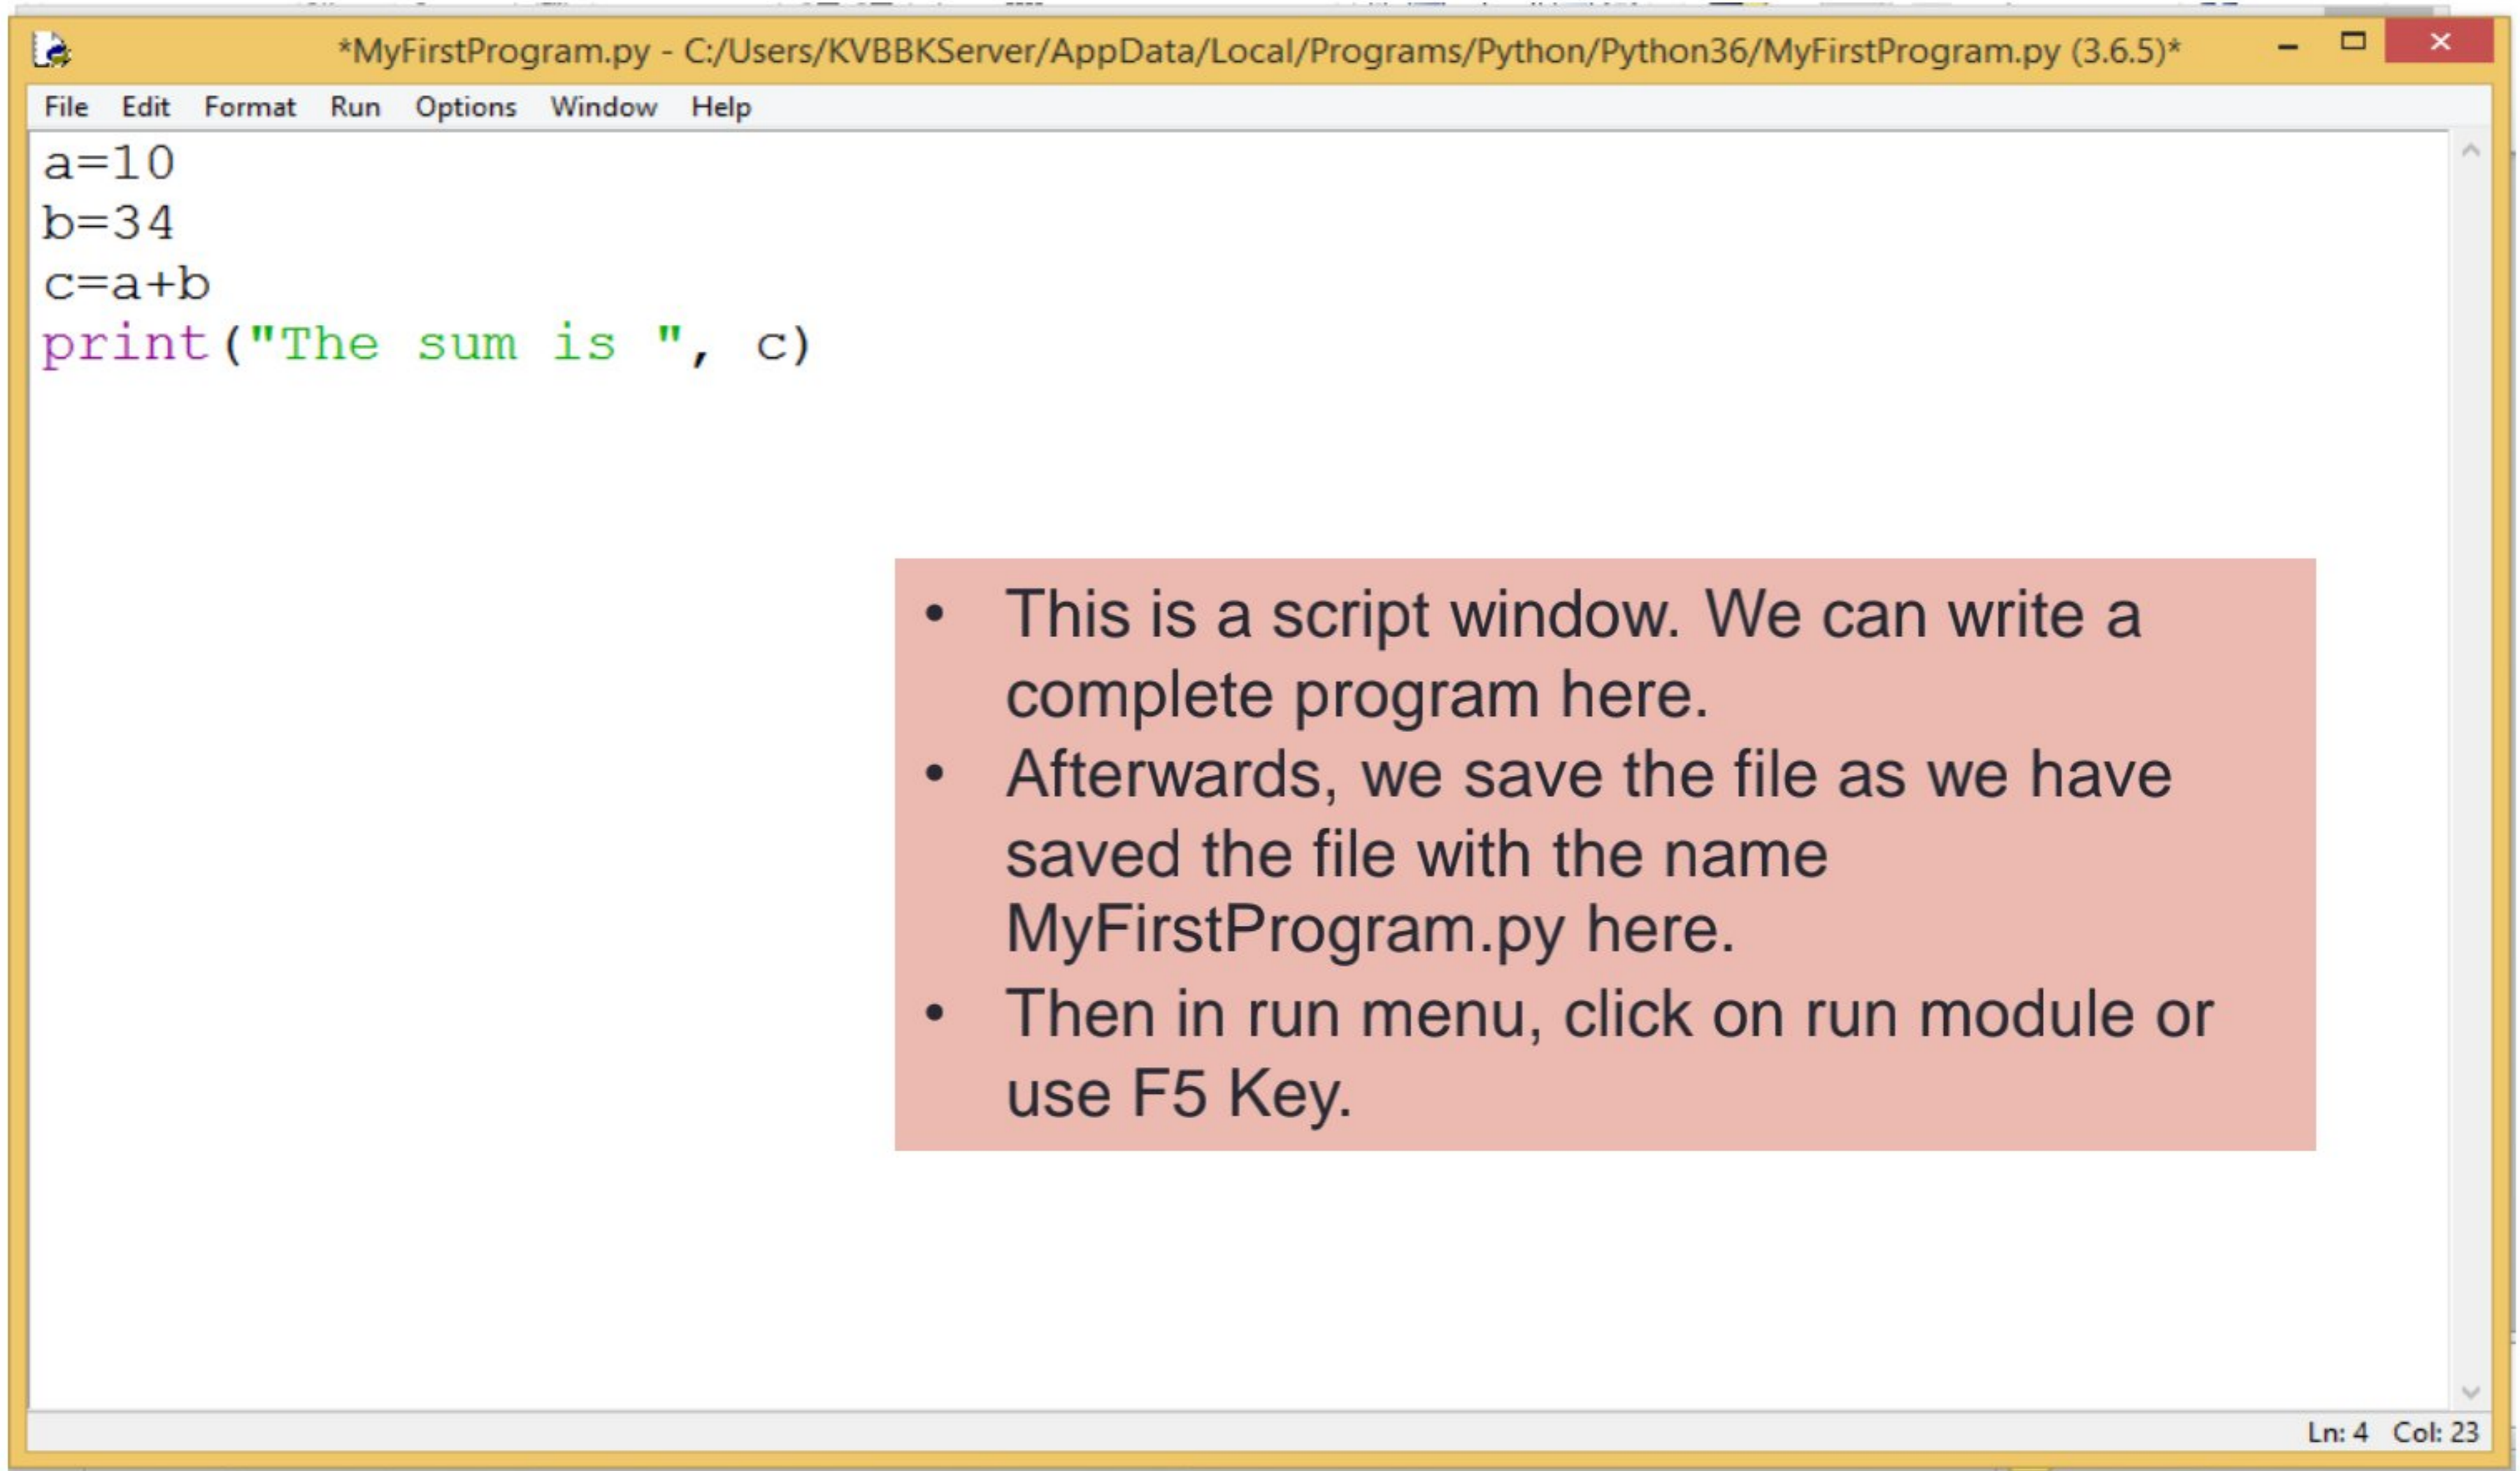 *MyFirstProgram.py - C:/Users/KVBBKServer/AppData/Local/Programs/Python/Python36/MyFirstProgram.py (3.6.5)*
File Edit Format Run Options Window Help
a=10
b=34
c=a+b
print("The sum is ", c)
• This is a script window. We can write a
complete program here.
• Afterwards, we save the file as we have
saved the file with the name
MyFirstProgram.py here.
• Then in run menu, click on run module or
use F5 Key.
Ln: 4 Col: 23